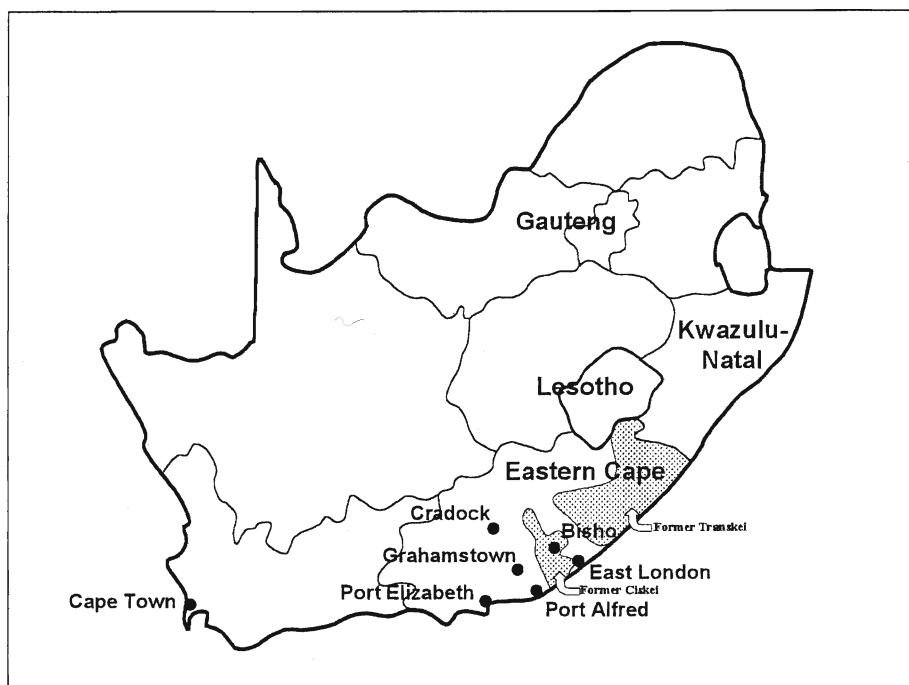 Gauteng
Kwazulu-
Natal
Lesotho
Eastern Cape
Cradock
Bisho
Former Transkei
Grahamstown
East London
Port Elizabeth
Former Ciskei
Cape Town
Port Alfred